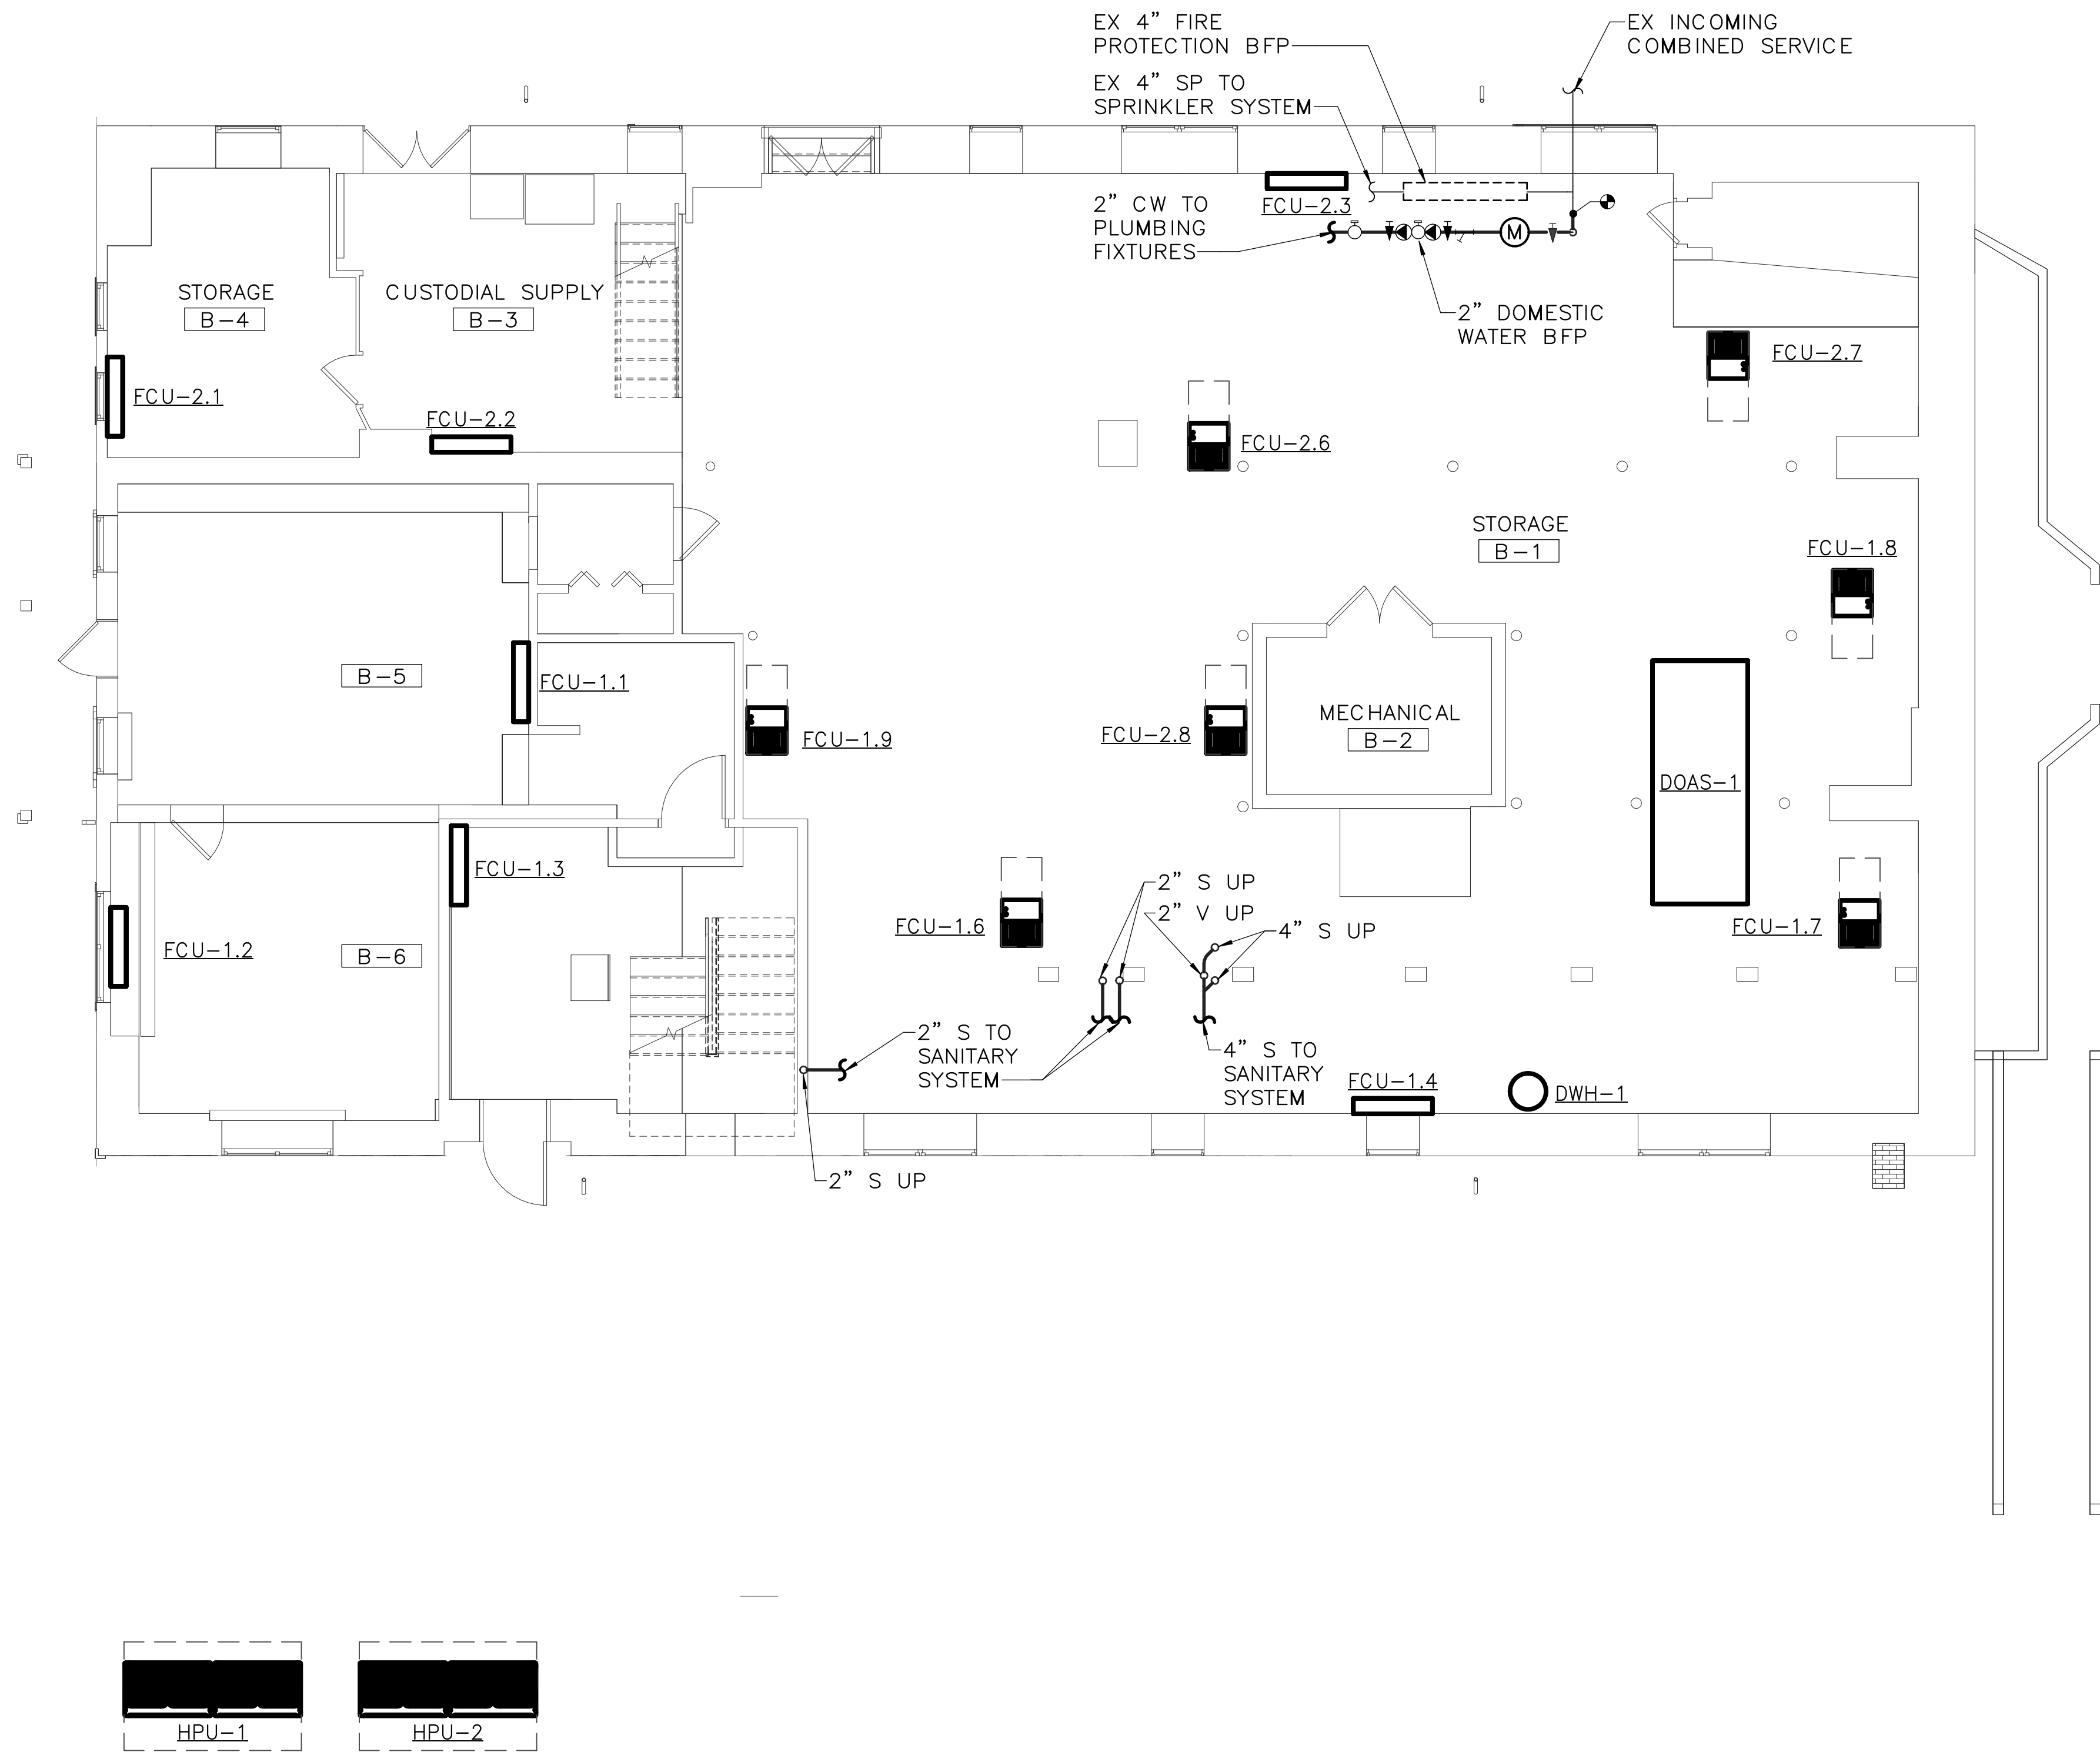 EX 4” FIRE
PROTECTION BFP
EX INCOMING
COMBINED SERVICE
EX 4” SP TO
SPRINKLER SYSTEM
2” CW TO
PLUMBING
FIXTURES
FCU-2.3
M
2” DOMESTIC
WATER BFP
STORAGE
B-4
CUSTODIAL SUPPLY
B-3
FCU-2.7
FCU-2.1
FCU-2.2
FCU-2.6
STORAGE
B-1
FCU-1.8
B-5
FCU-1.1
FCU-1.9
FCU-2.8
MECHANICAL
B-2
DOAS-1
FCU-1.3
FCU-1.2
B-6
FCU-1.6
2” S UP
2” V UP
4” S UP
FCU-1.7
2” S TO
SANITARY
SYSTEM
4” S TO
SANITARY
SYSTEM
FCU-1.4
DWH-1
2” S UP
HPU-1
HPU-2